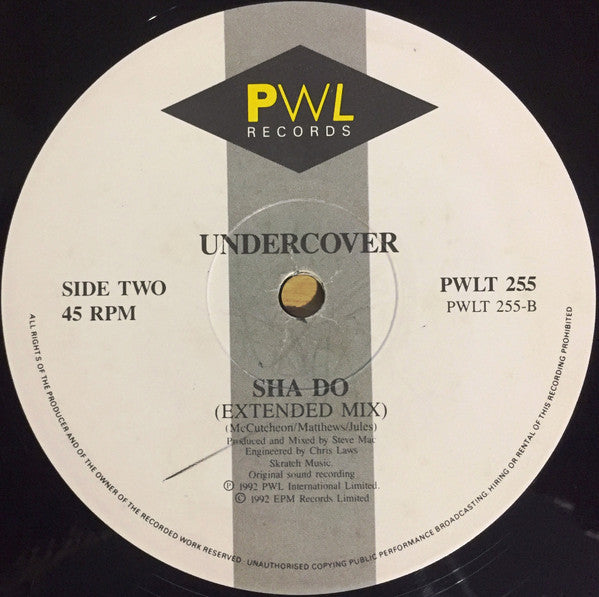 PWL
RECORDS
UNDERCOVER
SIDE TWO
45 RPM
PWLT 255
PWLT 255-B
SHA DO
(EXTENDED MIX)
(McCutcheon/Matthews/Jules)
Produced and Mixed by Steve Mac
Engineered by Chris Laws
Skratch Music.
Original sound recording
Ⓟ 1992 PWL International Limited.
© 1992 EPM Records Limited
ALL RIGHTS OF THE PRODUCER AND OF THE OWNER OF THE RECORDED WORK RESERVED. UNAUTHORISED COPYING PUBLIC PERFORMANCE BROADCASTING. HIRING OR RENTAL OF THIS RECORDING PROHIBITED